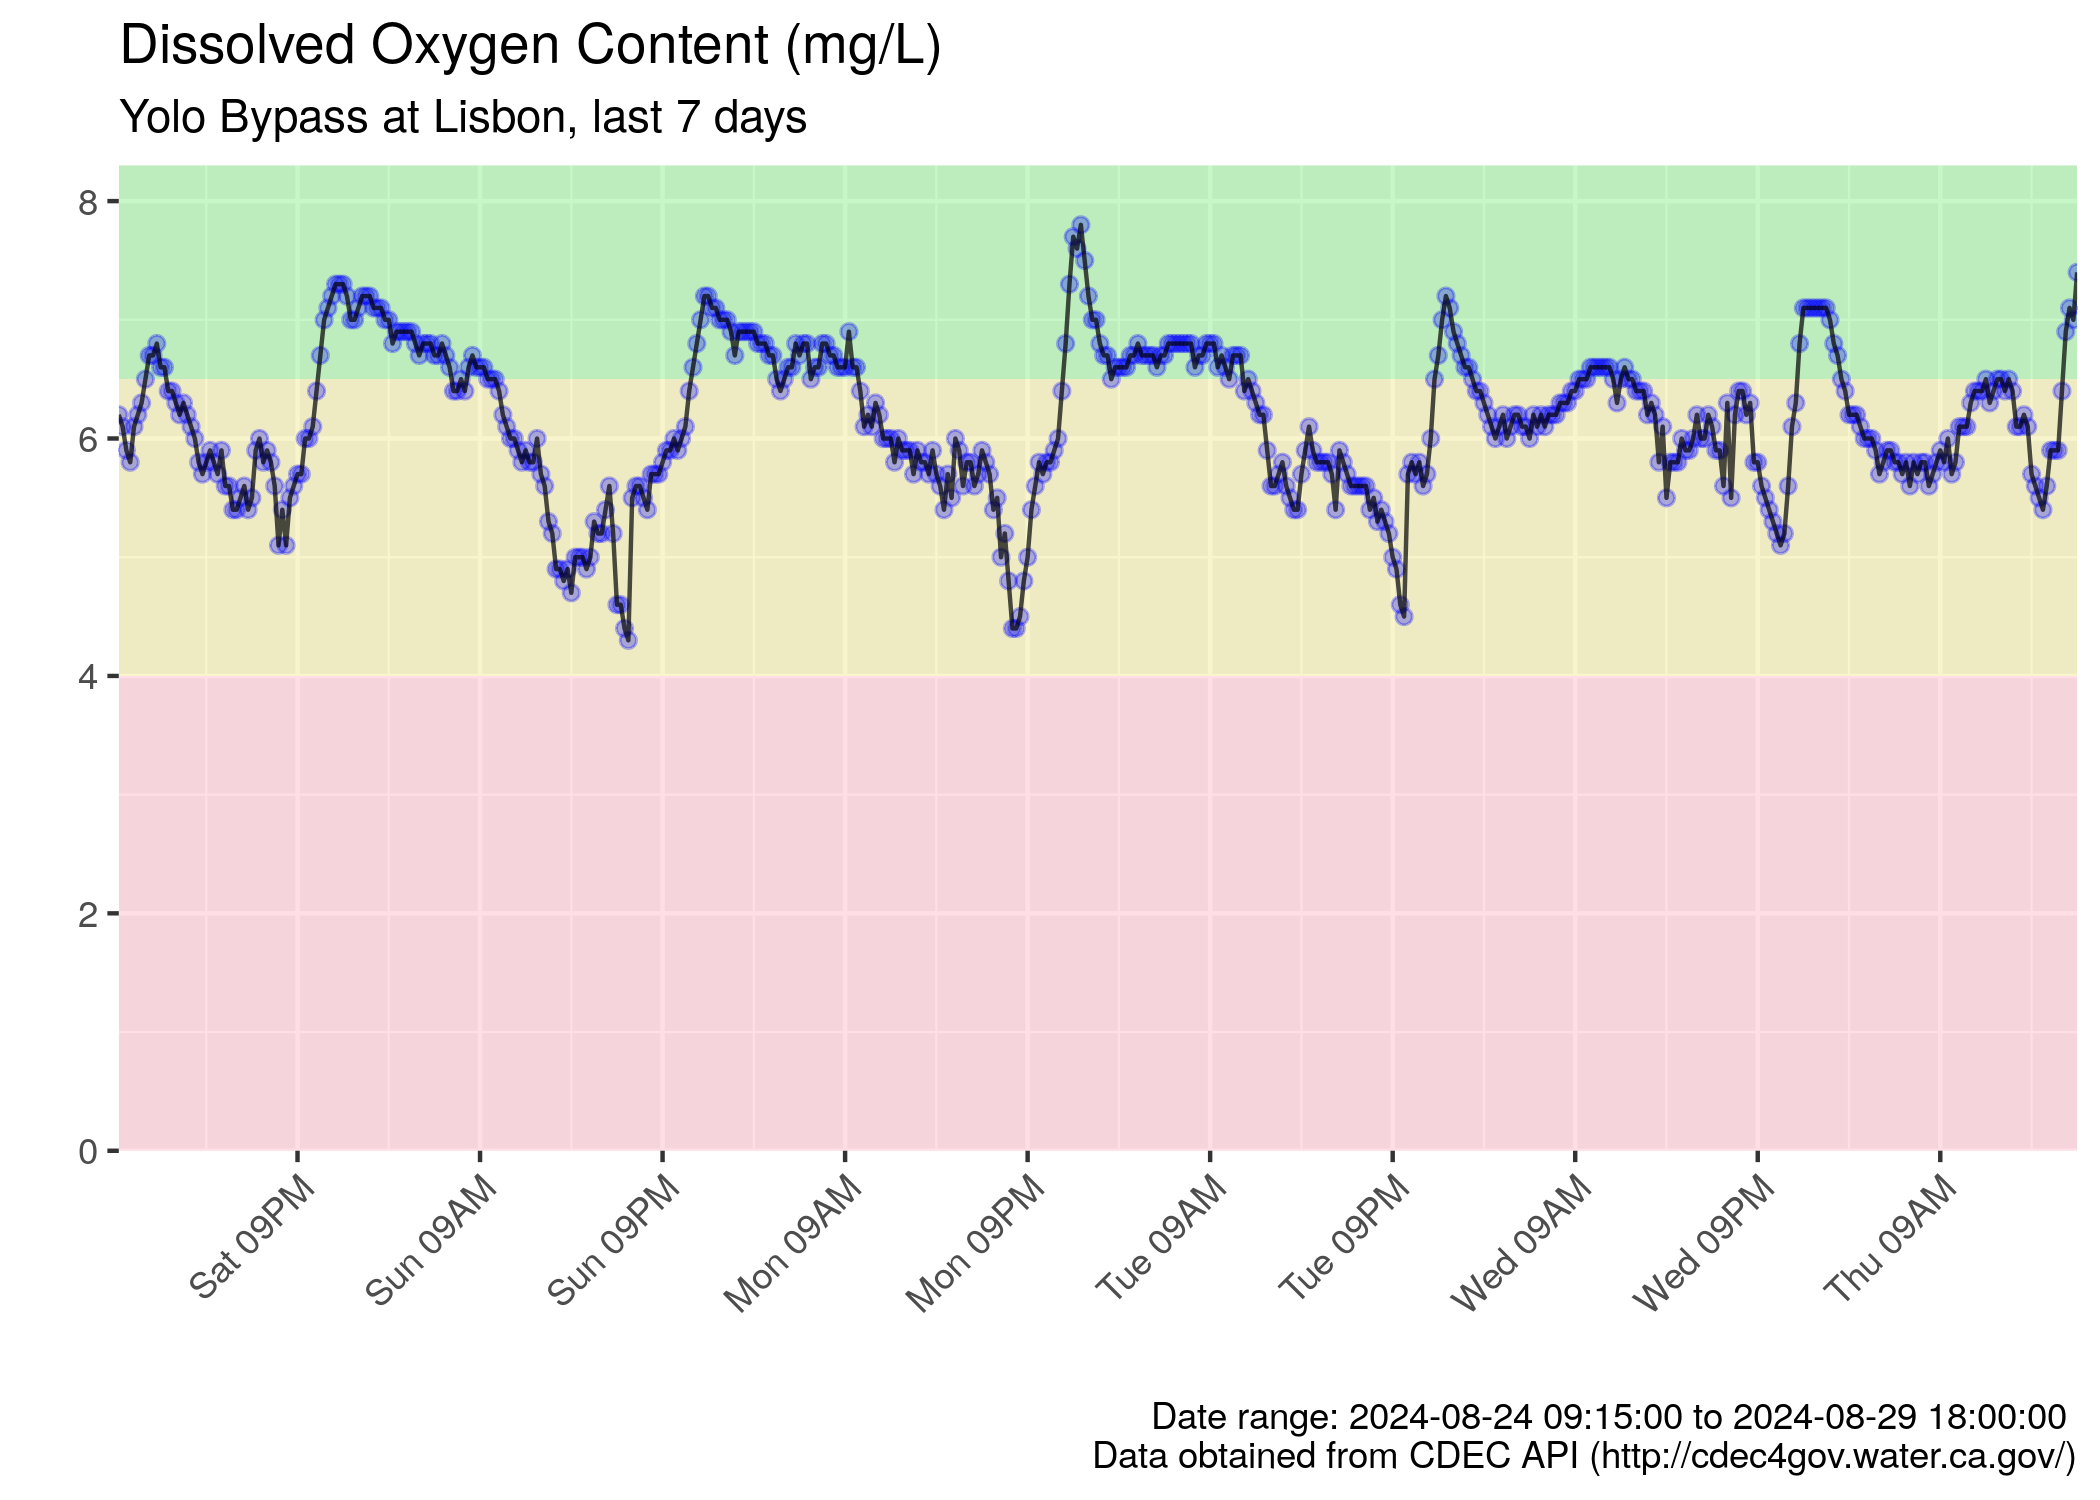 Dissolved Oxygen Content (mg/L)
Yolo Bypass at Lisbon, last 7 days
8
6
4
2
0
Sat 09PM
Sun 09AM
Sun 09PM
Mon 09AM
Mon 09PM
Tue 09AM
Tue 09PM
Wed 09AM
Wed 09PM
Thu 09AM
Date range: 2024-08-24 09:15:00 to 2024-08-29 18:00:00
Data obtained from CDEC API (http://cdec4gov.water.ca.gov/)